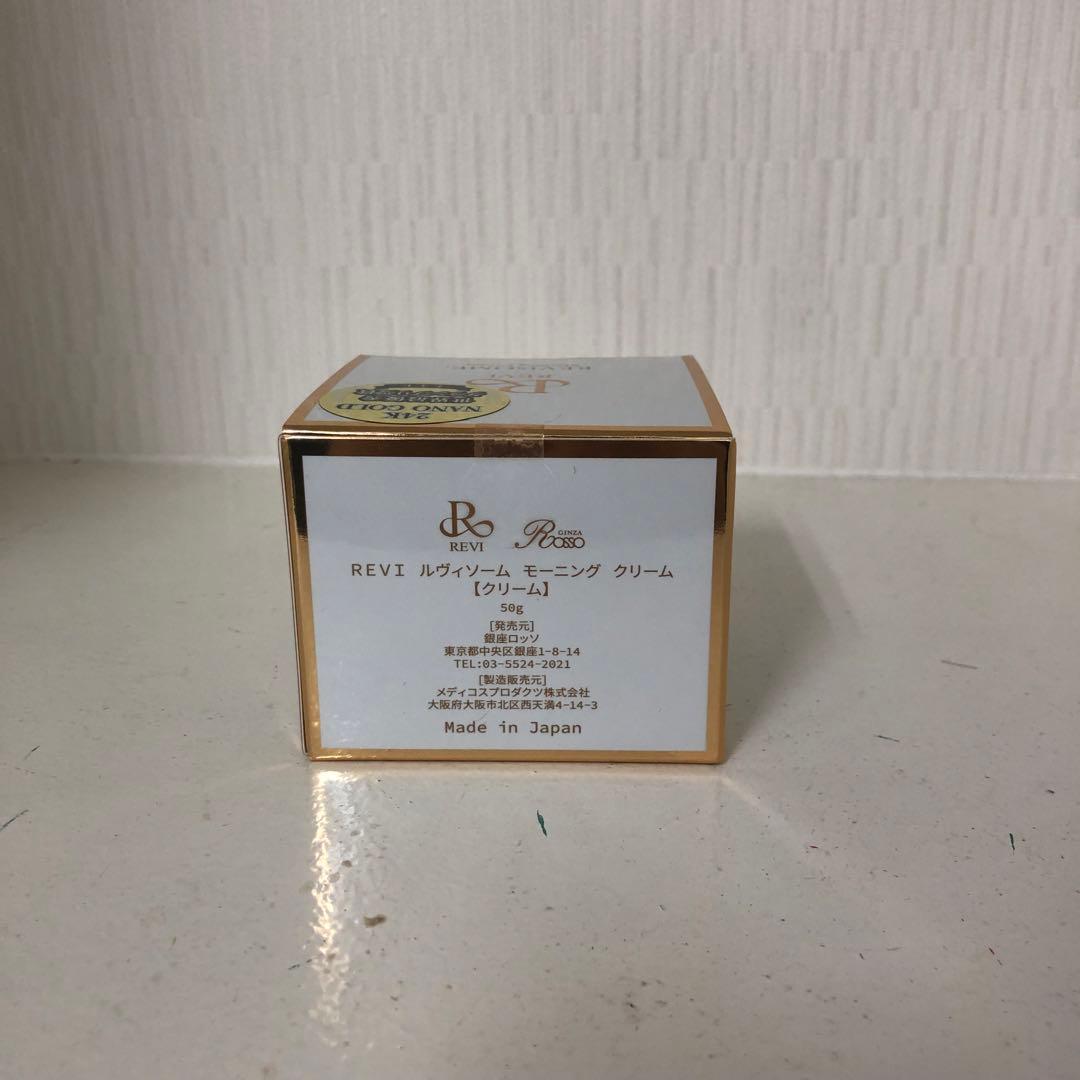 REVISOME
REVI
24K
NANO GOLD
R
REVI
GINZA
Rosso
REVI ルヴィソーム モーニング クリーム
【クリーム】
50g
[発売元]
銀座ロッソ
東京都中央区銀座1-8-14
TEL:03-5524-2021
[製造販売元]
メディコスプロダクツ株式会社
大阪府大阪市北区西天満4-14-3
Made in Japan